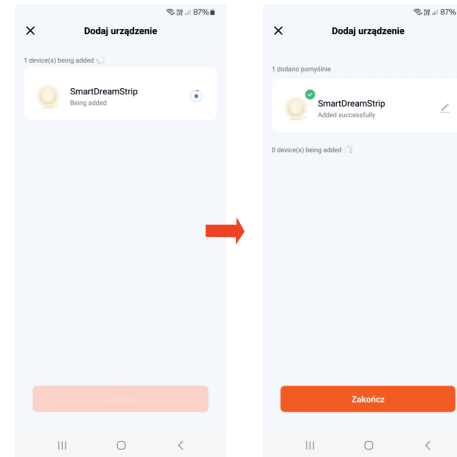 87%
Dodaj urządzenie
1 device(s) being added
SmartDreamStrip
Being added
87%
Dodaj urządzenie
1 dodano pomyślnie
SmartDreamStrip
Added successfully
0 device(s) being added
Zakończ